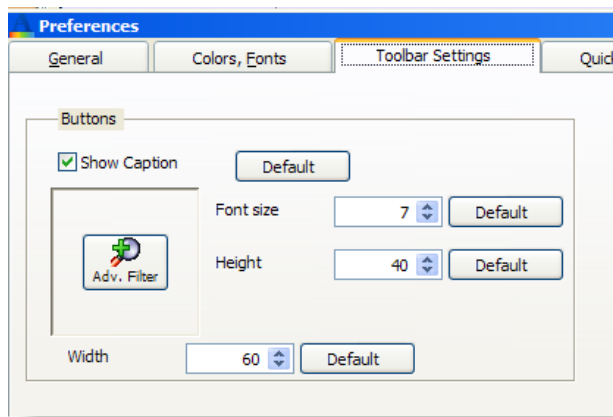 Preferences
General Colors, Fonts Toolbar Settings
Buttons
Show Caption Default
Font size 7 Default
Adv. Filter
Height 40 Default
Width 60 Default